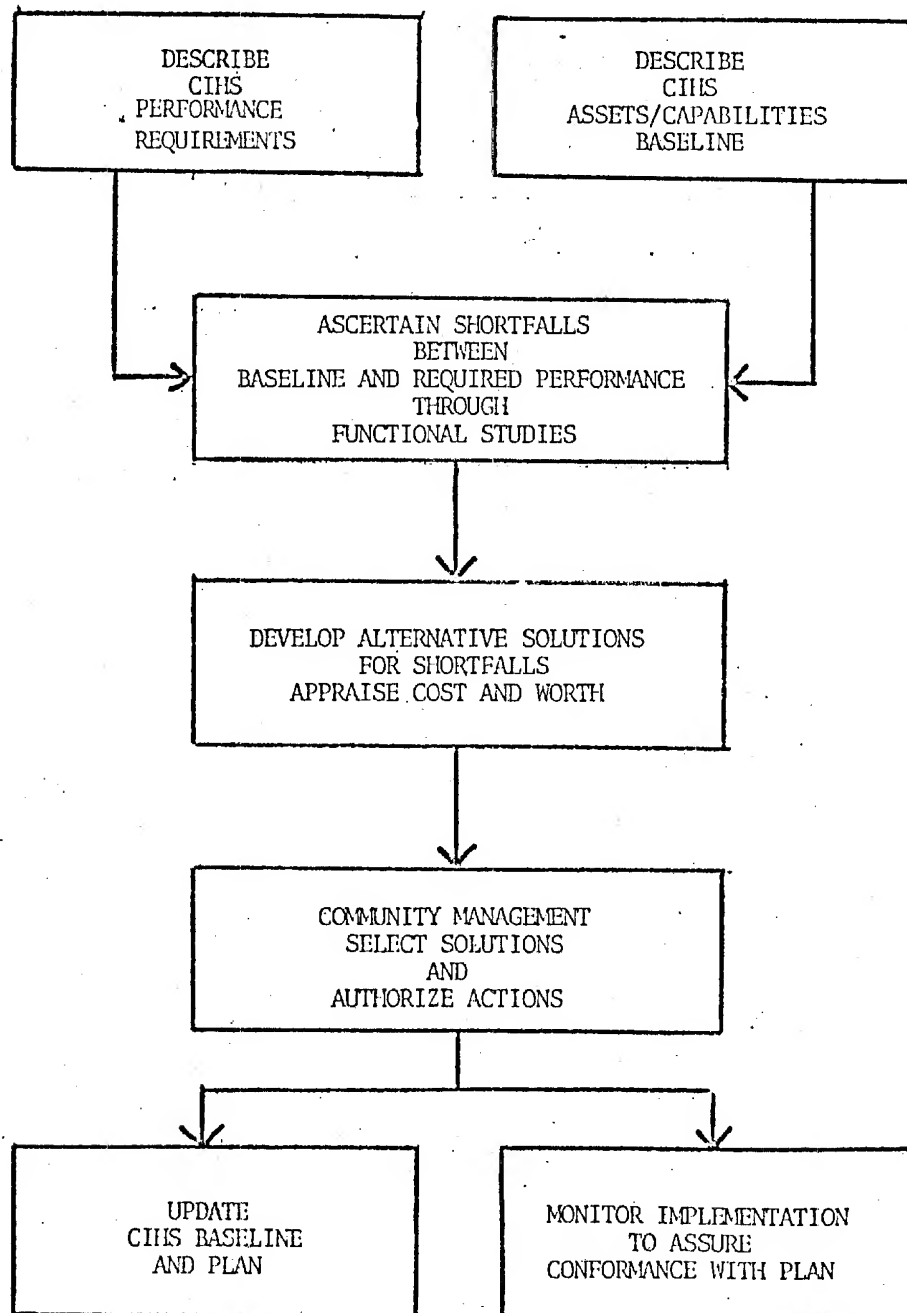 DESCRIBE
CIHS
PERFORMANCE
REQUIREMENTS
DESCRIBE
CIHS
ASSETS/CAPABILITIES
BASELINE
ASCERTAIN SHORTFALLS
BETWEEN
BASELINE AND REQUIRED PERFORMANCE
THROUGH
FUNCTIONAL STUDIES
DEVELOP ALTERNATIVE SOLUTIONS
FOR SHORTFALLS
APPRAISE COST AND WORTH
COMMUNITY MANAGEMENT
SELECT SOLUTIONS
AND
AUTHORIZE ACTIONS
UPDATE
CIHS BASELINE
AND PLAN
MONITOR IMPLEMENTATION
TO ASSURE
CONFORMANCE WITH PLAN